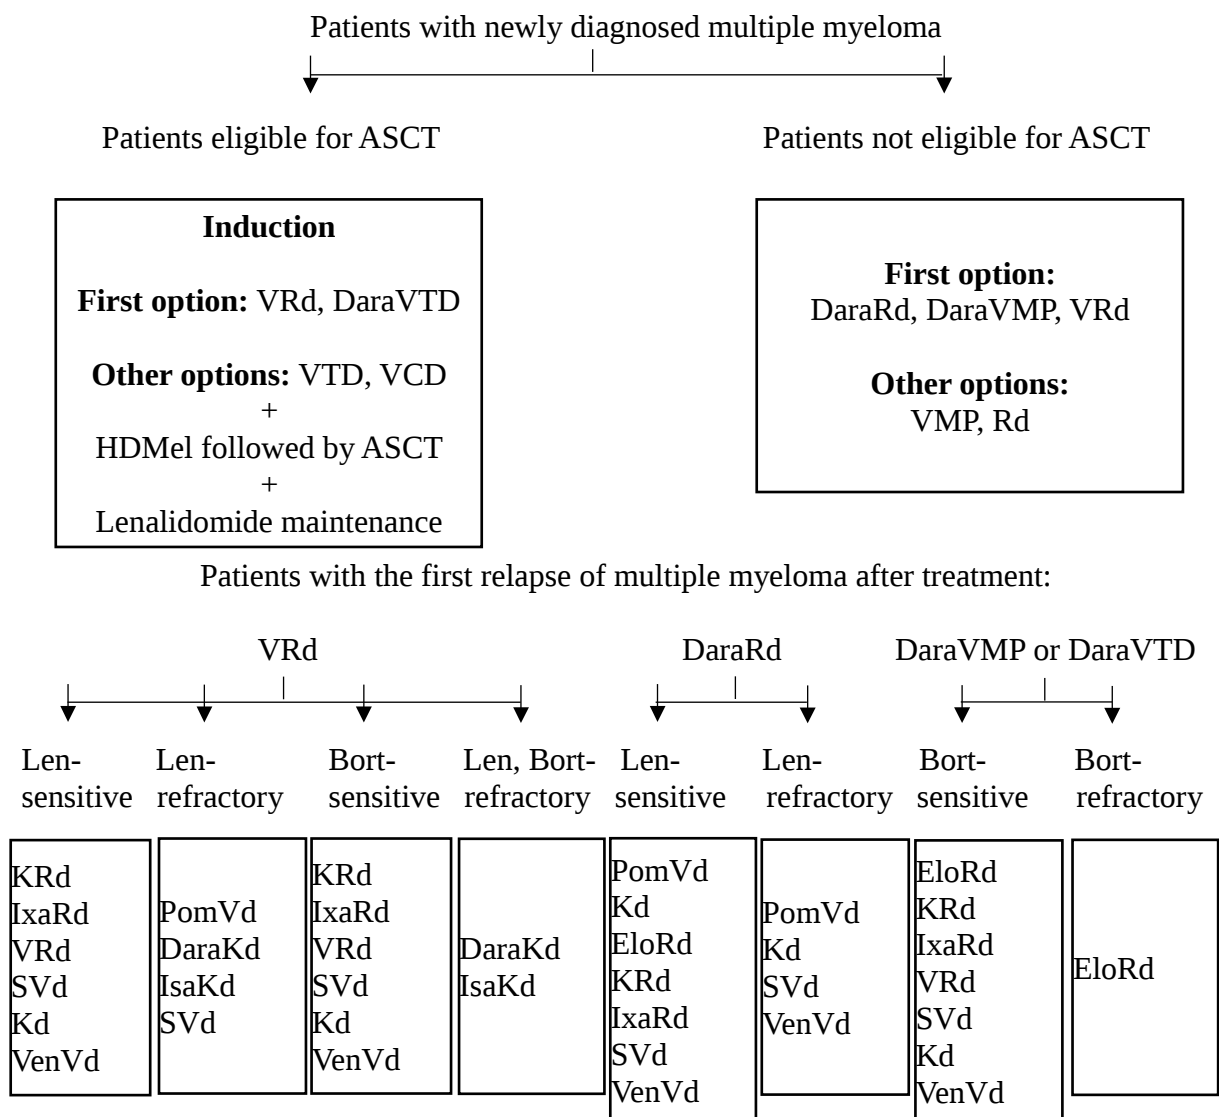 Patients with newly diagnosed multiple myeloma
Patients eligible for ASCT
Patients not eligible for ASCT
Induction
First option: VRd, DaraVTD
Other options: VTD, VCD
+
HDMel followed by ASCT
+
Lenalidomide maintenance
First option:
DaraRd, DaraVMP, VRd
Other options:
VMP, Rd
Patients with the first relapse of multiple myeloma after treatment:
VRd
DaraRd
DaraVMP or DaraVTD
Len-
sensitive
Len-
refractory
Bort-
sensitive
Len, Bort-
refractory
Len-
sensitive
Len-
refractory
Bort-
sensitive
Bort-
refractory
KRd
IxaRd
VRd
SVd
Kd
VenVd
PomVd
DaraKd
IsaKd
SVd
KRd
IxaRd
VRd
SVd
Kd
VenVd
DaraKd
IsaKd
PomVd
Kd
EloRd
KRd
IxaRd
SVd
VenVd
PomVd
Kd
SVd
VenVd
EloRd
KRd
IxaRd
VRd
SVd
Kd
VenVd
EloRd